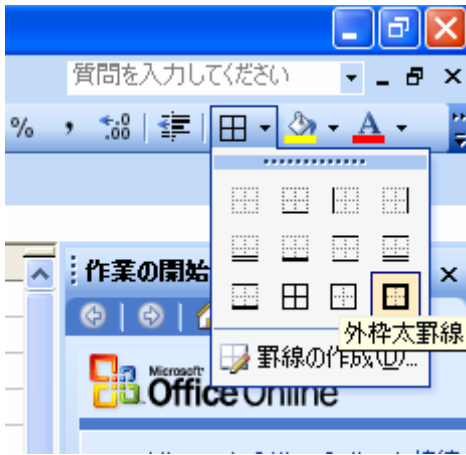 質問を入力してください
% , .00
A
作業の開始
外枠太罫線
罫線の作成(D)...
Microsoft
Office Online